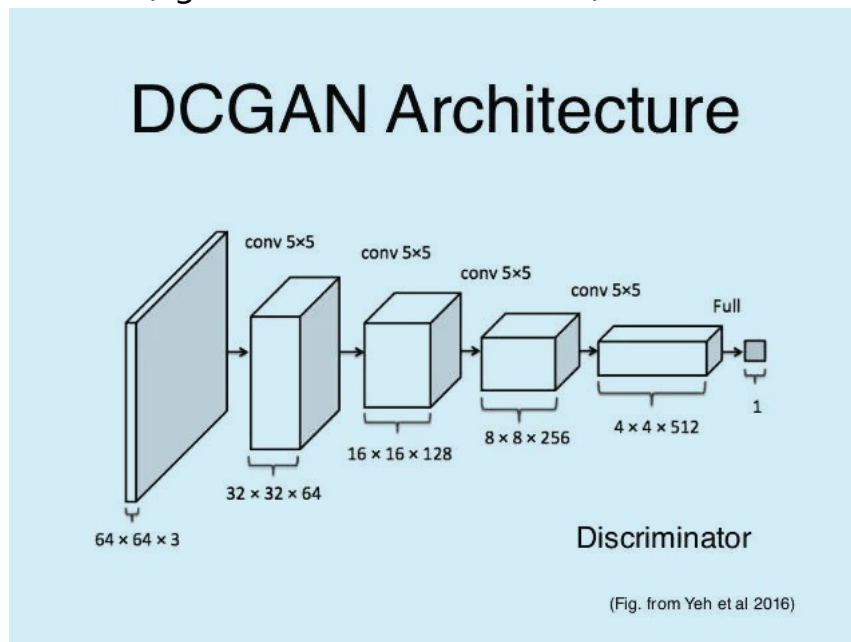 DCGAN Architecture
conv 5×5
conv 5×5
conv 5×5
conv 5×5
Full
64 × 64 × 3
32 × 32 × 64
16 × 16 × 128
8 × 8 × 256
4 × 4 × 512
1
Discriminator
(Fig. from Yeh et al 2016)